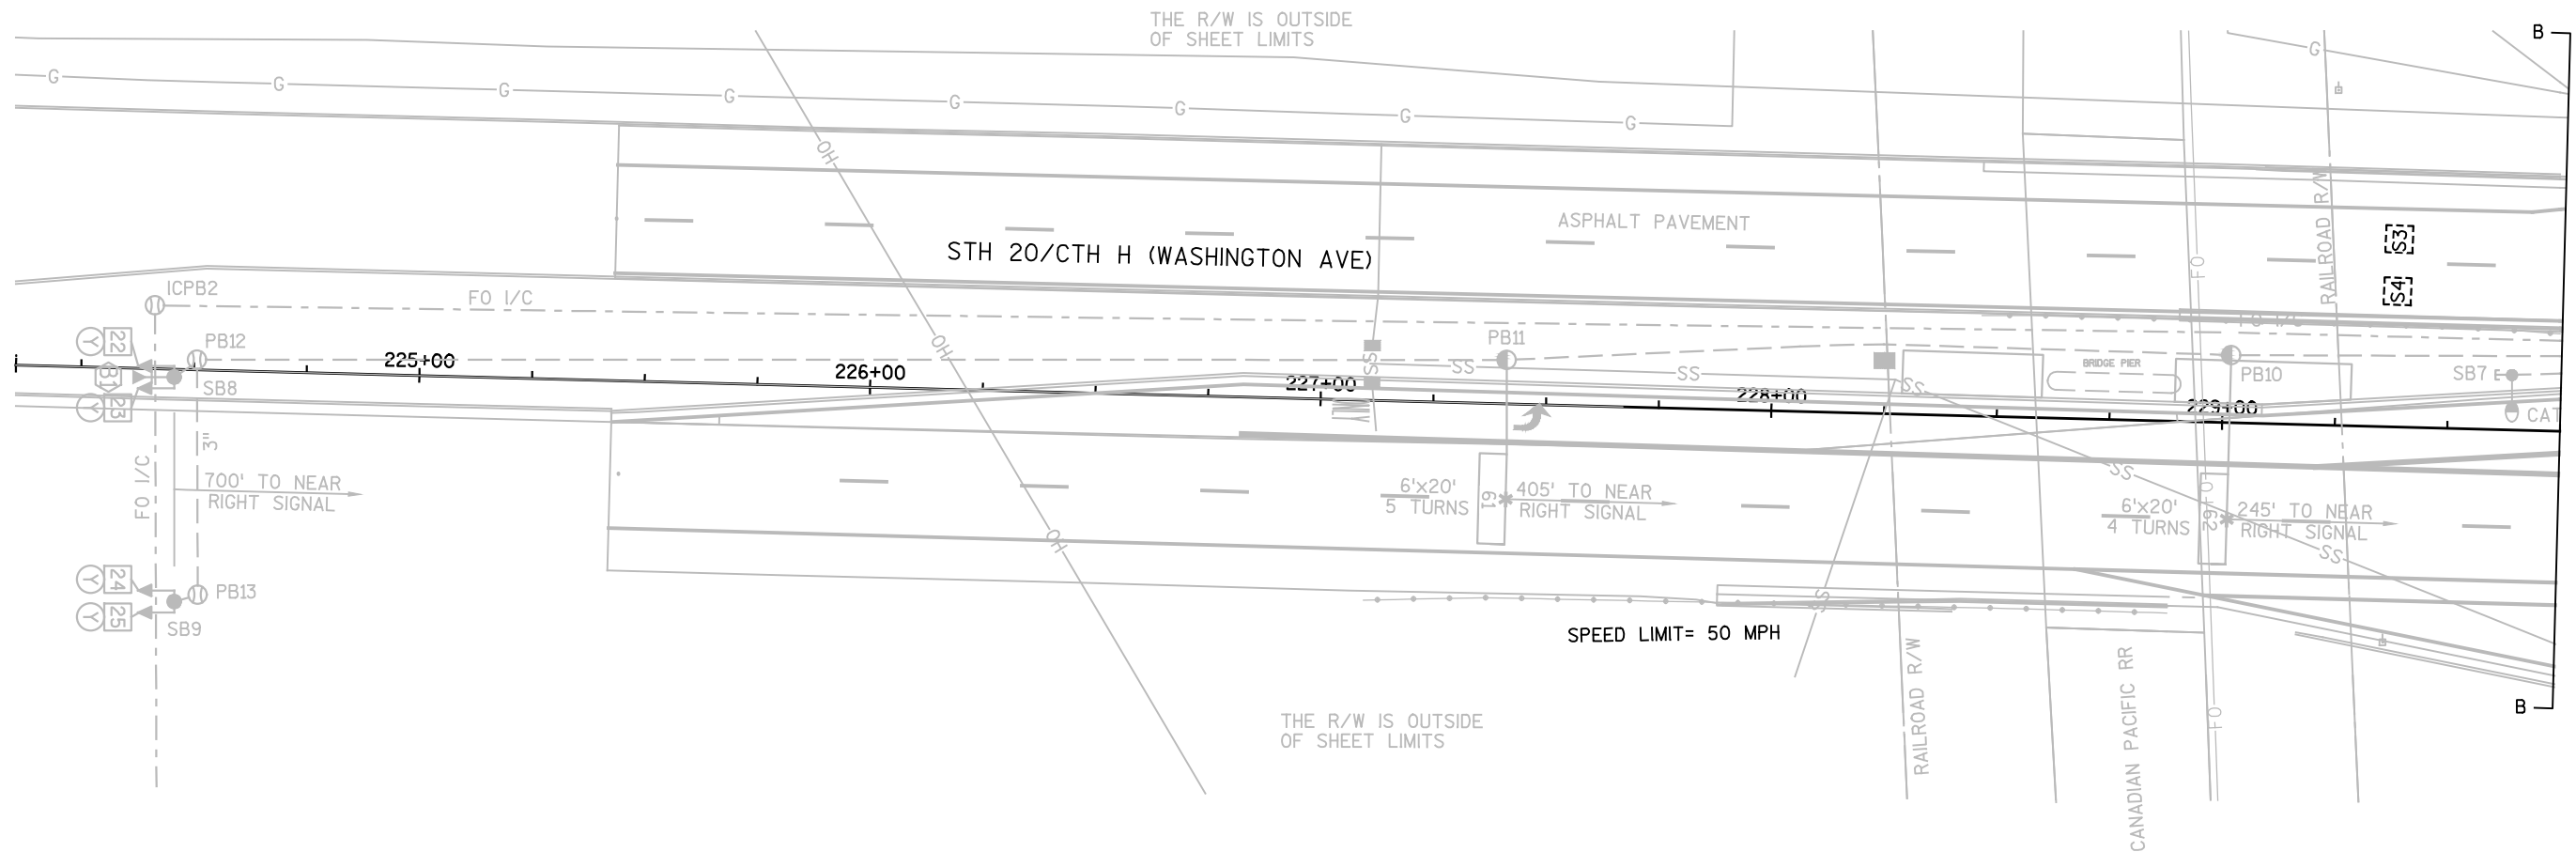 THE R/W IS OUTSIDE
OF SHEET LIMITS
B
G
G
G
G
G
G
G
G
G
OH
ASPHALT PAVEMENT
STH 20/CTH H (WASHINGTON AVE)
RAILROAD R/W
FO
S3
S4
ICPB2
FO I/C
FO I/C
PB12
PB11
22
Y
B1
23
Y
SB8
225+00
226+00
227+00
228+00
229+00
OH
SS
SS
SS
SS
BRIDGE PIER
PB10
SB7
CAT
3"
FO I/C
700' TO NEAR
RIGHT SIGNAL
6'x20'
5 TURNS
61
405' TO NEAR
RIGHT SIGNAL
SS
6'x20'
4 TURNS
62
FO
245' TO NEAR
RIGHT SIGNAL
SS
OH
24
Y
25
Y
PB13
SB9
SS
SPEED LIMIT= 50 MPH
RAILROAD R/W
CANADIAN PACIFIC RR
FO
THE R/W IS OUTSIDE
OF SHEET LIMITS
B